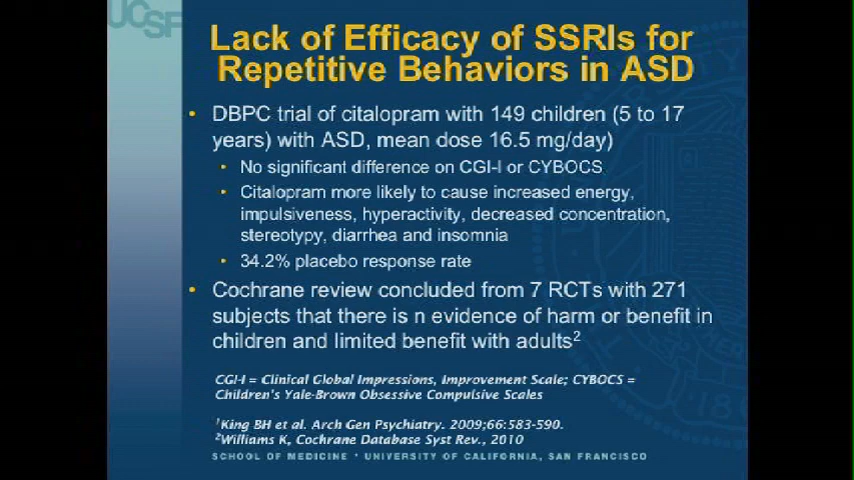 UCSF
Lack of Efficacy of SSRIs for
Repetitive Behaviors in ASD
• DBPC trial of citalopram with 149 children (5 to 17
years) with ASD, mean dose 16.5 mg/day)
• No significant difference on CGI-I or CYBOCS
• Citalopram more likely to cause increased energy,
impulsiveness, hyperactivity, decreased concentration,
stereotypy, diarrhea and insomnia
• 34.2% placebo response rate
• Cochrane review concluded from 7 RCTs with 271
subjects that there is n evidence of harm or benefit in
children and limited benefit with adults²
CGI-I = Clinical Global Impressions, Improvement Scale; CYBOCS =
Children's Yale-Brown Obsessive Compulsive Scales
¹King BH et al. Arch Gen Psychiatry. 2009;66:583-590.
²Williams K, Cochrane Database Syst Rev., 2010
SCHOOL OF MEDICINE • UNIVERSITY OF CALIFORNIA, SAN FRANCISCO